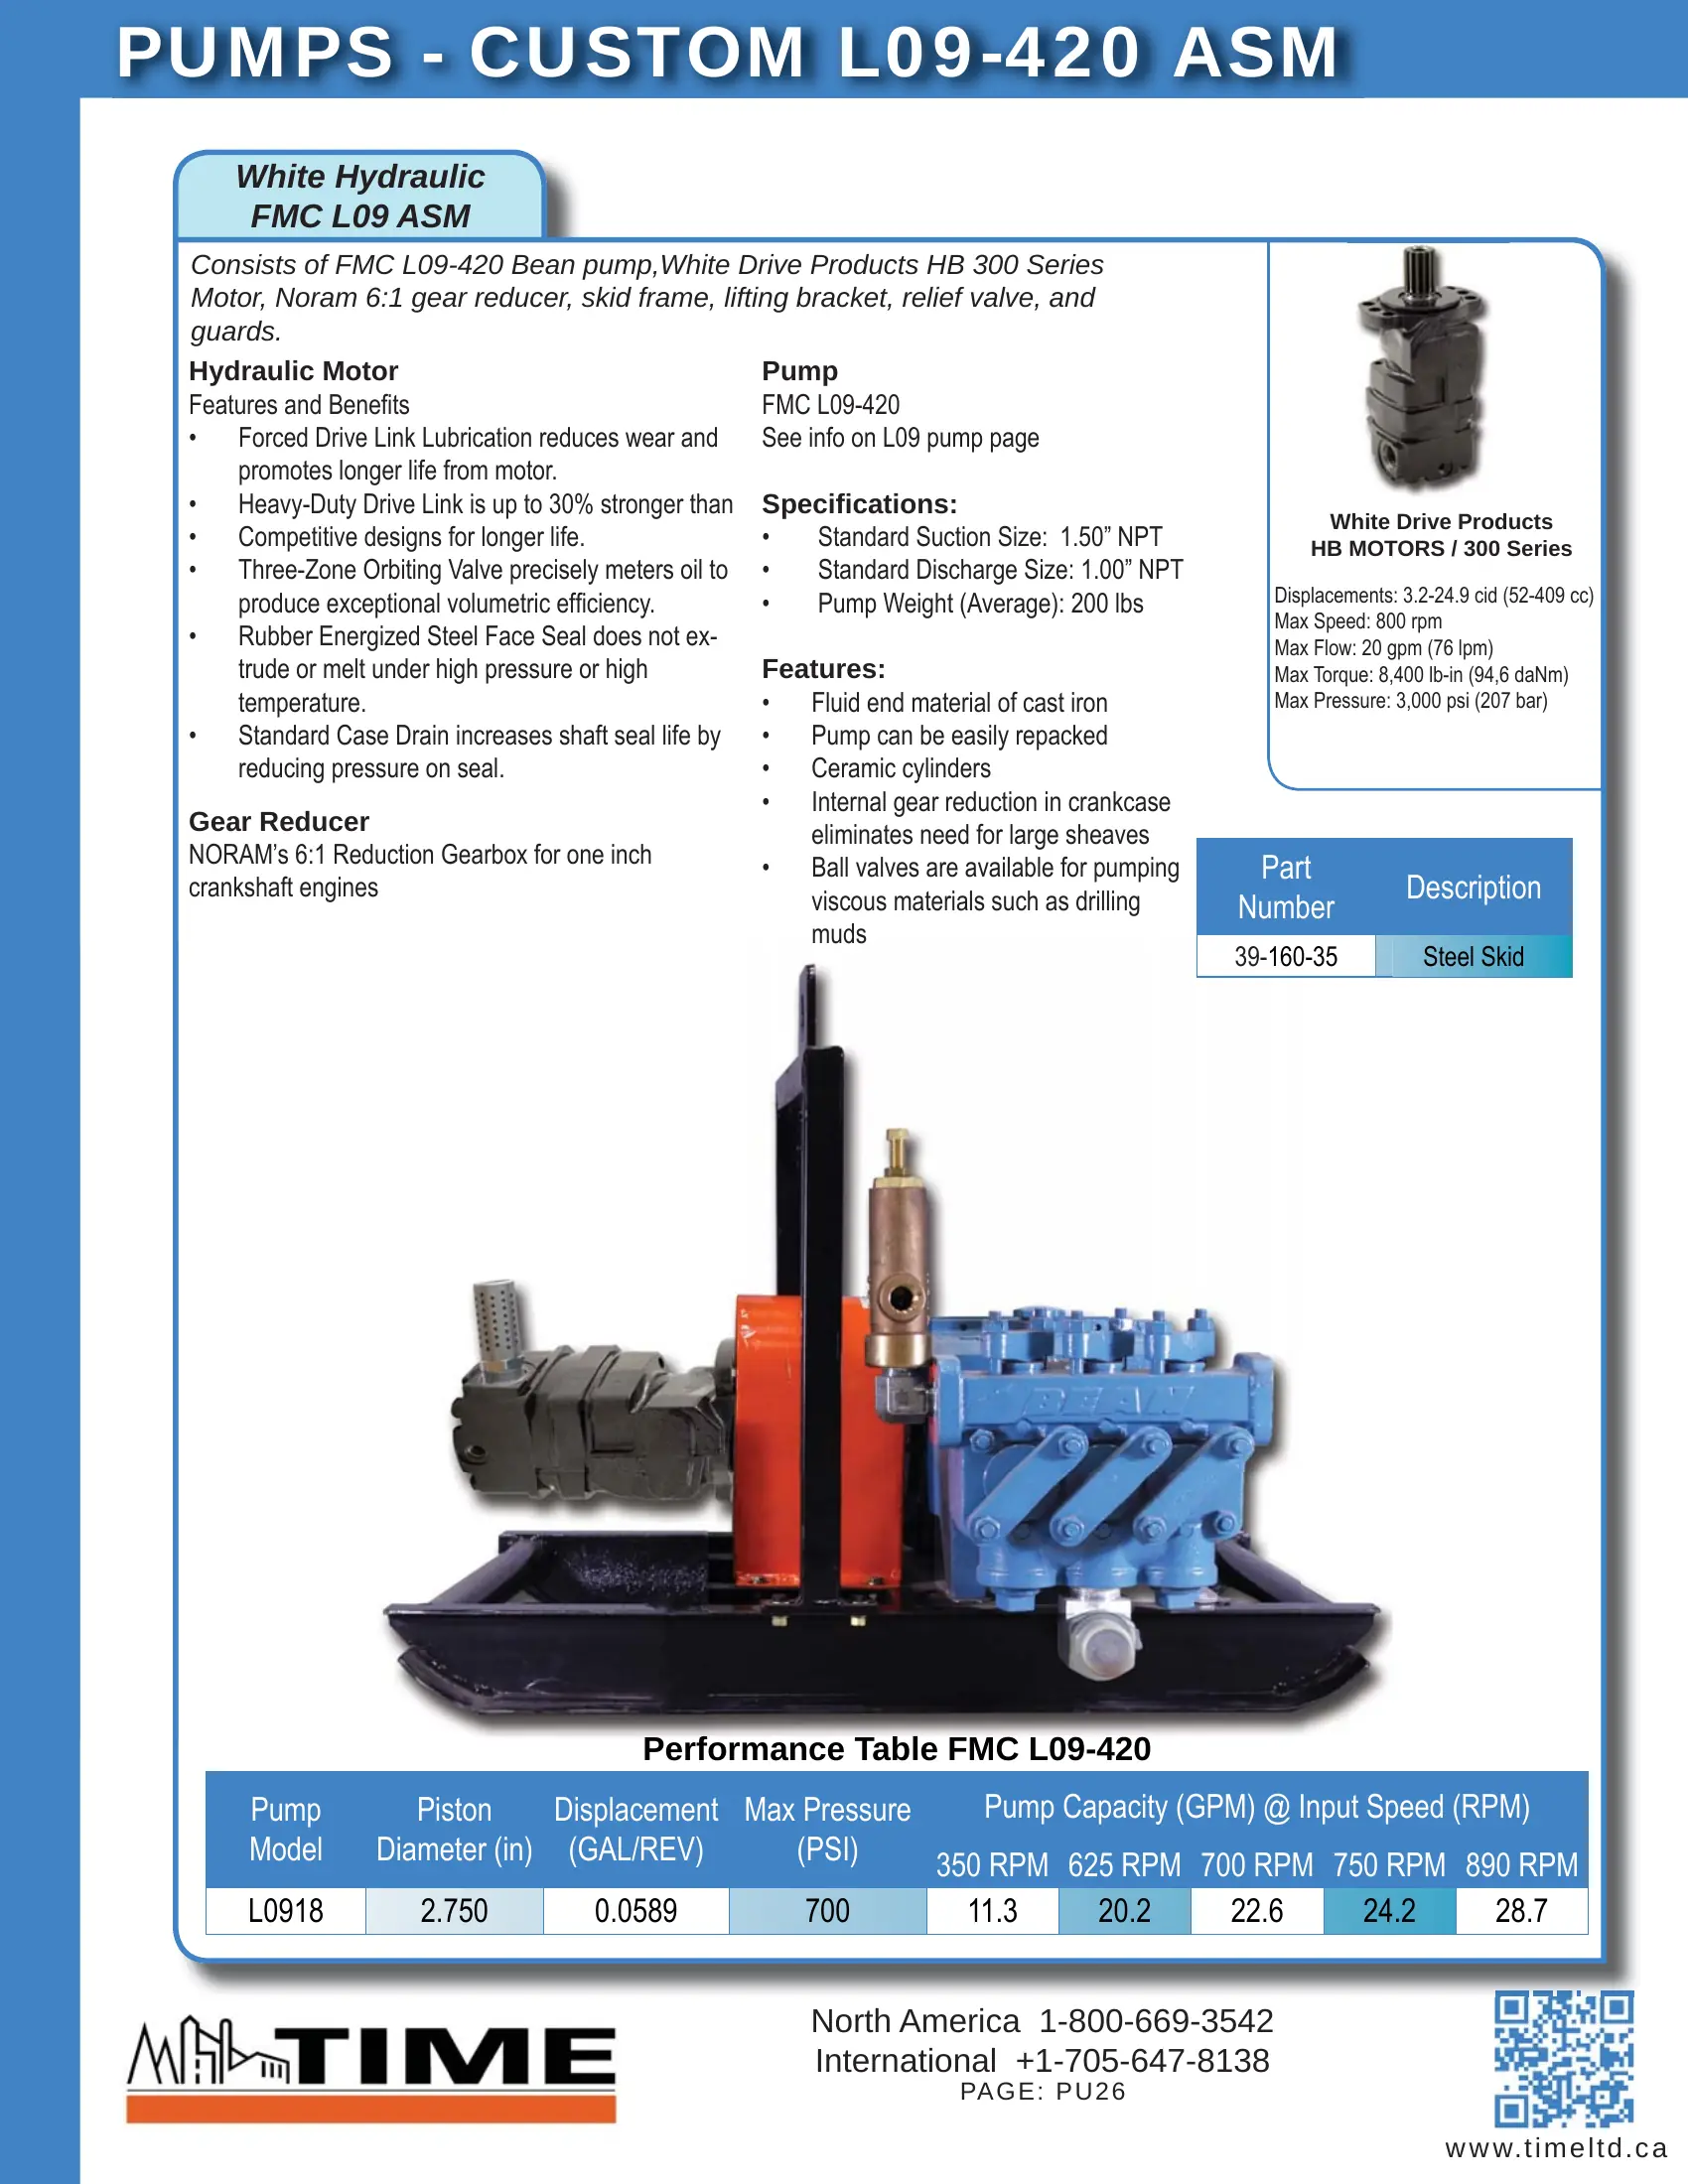 PUMPS - CUSTOM L09-420 ASM
White Hydraulic
FMC L09 ASM
Consists of FMC L09-420 Bean pump,White Drive Products HB 300 Series
Motor, Noram 6:1 gear reducer, skid frame, lifting bracket, relief valve, and
guards.
Hydraulic Motor
Features and Benefits
• Forced Drive Link Lubrication reduces wear and
promotes longer life from motor.
• Heavy-Duty Drive Link is up to 30% stronger than
• Competitive designs for longer life.
• Three-Zone Orbiting Valve precisely meters oil to
produce exceptional volumetric efficiency.
• Rubber Energized Steel Face Seal does not ex-
trude or melt under high pressure or high
temperature.
• Standard Case Drain increases shaft seal life by
reducing pressure on seal.
Gear Reducer
NORAM’s 6:1 Reduction Gearbox for one inch
crankshaft engines
Pump
FMC L09-420
See info on L09 pump page
Specifications:
• Standard Suction Size: 1.50” NPT
• Standard Discharge Size: 1.00” NPT
• Pump Weight (Average): 200 lbs
Features:
• Fluid end material of cast iron
• Pump can be easily repacked
• Ceramic cylinders
• Internal gear reduction in crankcase
eliminates need for large sheaves
• Ball valves are available for pumping
viscous materials such as drilling
muds
White Drive Products
HB MOTORS / 300 Series
Displacements: 3.2-24.9 cid (52-409 cc)
Max Speed: 800 rpm
Max Flow: 20 gpm (76 lpm)
Max Torque: 8,400 lb-in (94,6 daNm)
Max Pressure: 3,000 psi (207 bar)
Part Number Description
39-160-35 Steel Skid
BEAN
Performance Table FMC L09-420
Pump Model Piston Diameter (in) Displacement (GAL/REV) Max Pressure (PSI) Pump Capacity (GPM) @ Input Speed (RPM)
350 RPM 625 RPM 700 RPM 750 RPM 890 RPM
L0918 2.750 0.0589 700 11.3 20.2 22.6 24.2 28.7
TIME
North America 1-800-669-3542
International +1-705-647-8138
PAGE: PU26
www.timeltd.ca